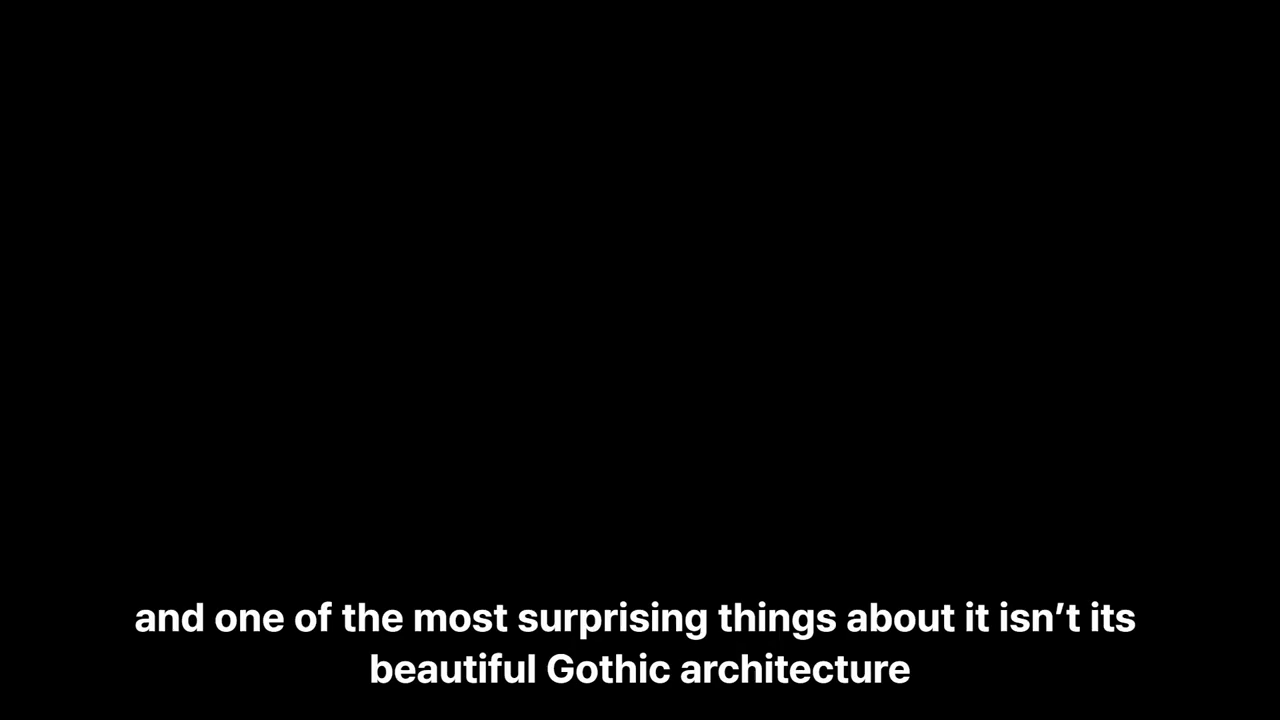 and one of the most surprising things about it isn’t its
beautiful Gothic architecture